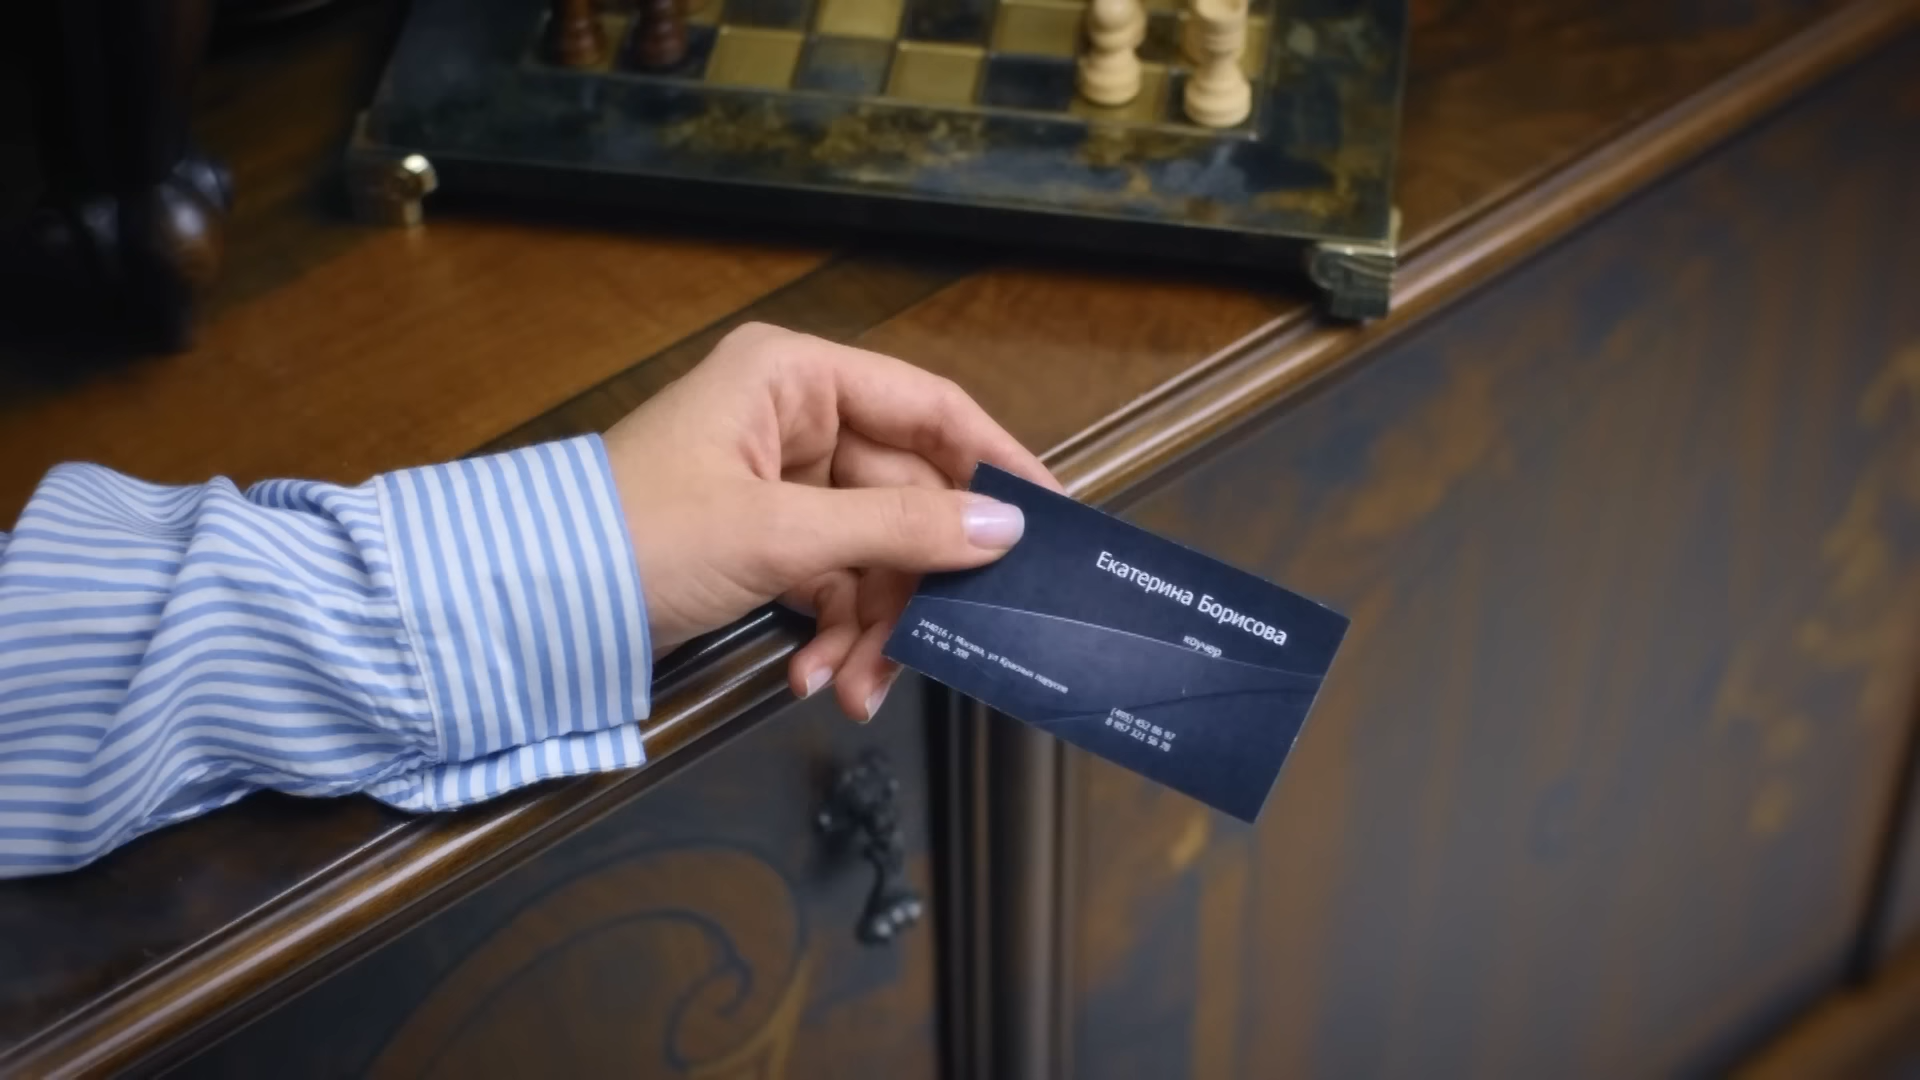 Екатерина Борисова
коучер
344016 г Москва, ул Красных парусов
д. 24, оф. 208
(495) 452 86 97
8 957 321 56 78